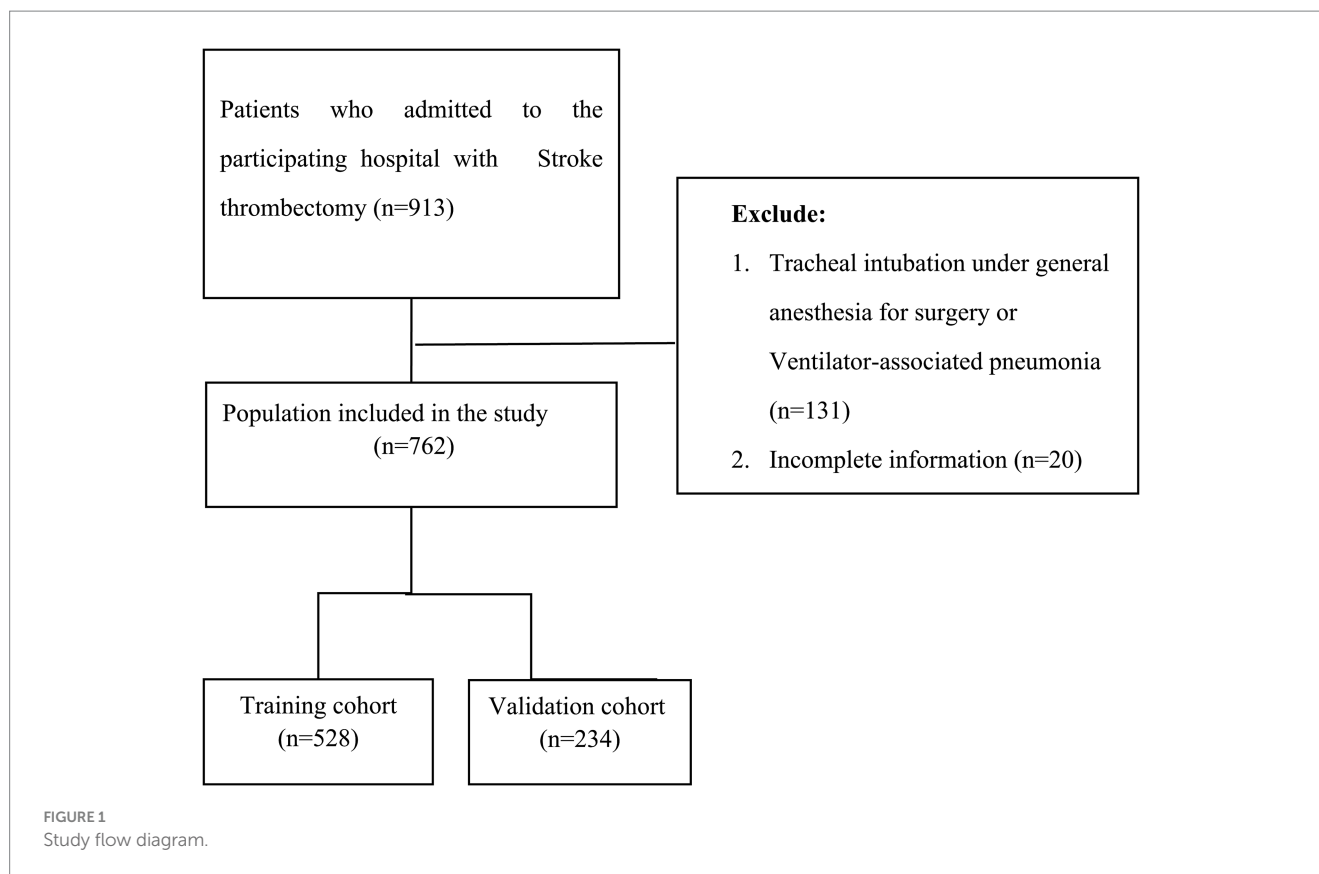 Patients who admitted to the
participating hospital with Stroke
thrombectomy (n=913)
Exclude:
1. Tracheal intubation under general
anesthesia for surgery or
Ventilator-associated pneumonia
(n=131)
2. Incomplete information (n=20)
Population included in the study
(n=762)
Training cohort
(n=528)
Validation cohort
(n=234)
FIGURE 1
Study flow diagram.